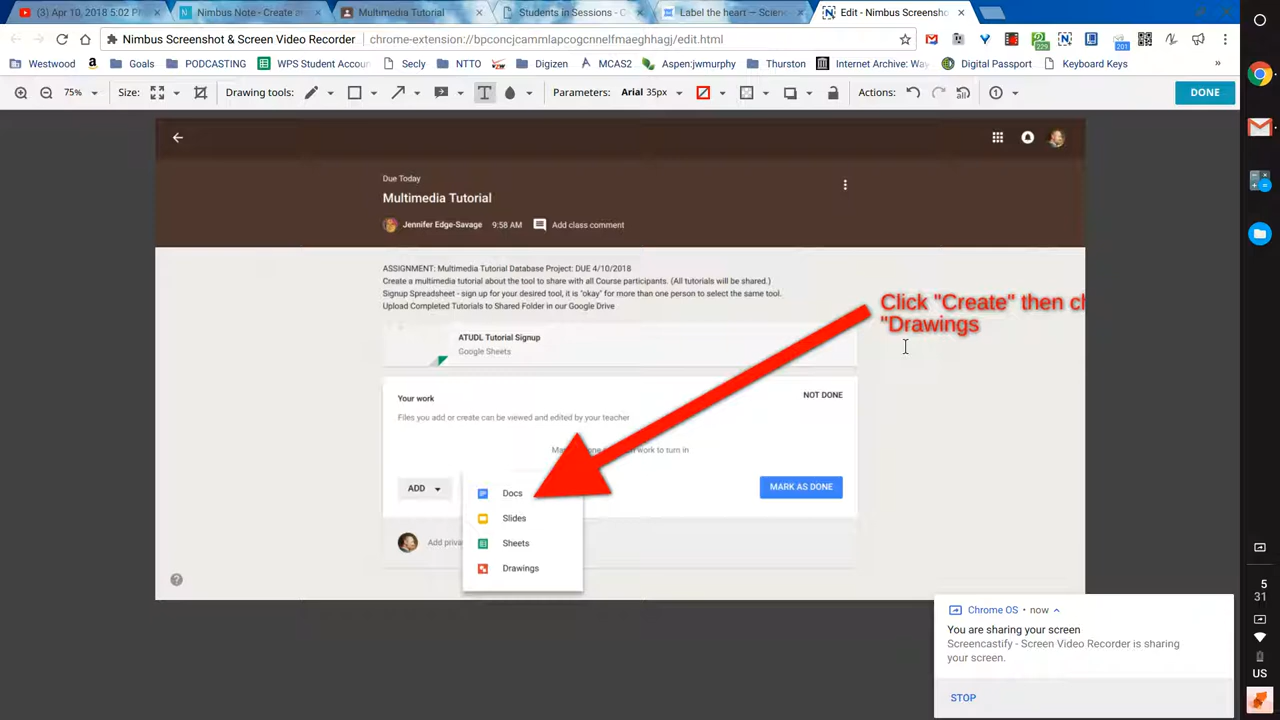 (3) Apr 10, 2018 5:02 P
Nimbus Note - Create an
Multimedia Tutorial
Students in Sessions - C
Label the heart — Scien
Edit - Nimbus Screensho
Nimbus Screenshot & Screen Video Recorder
chrome-extension://bpconcjcammlapcogcnnelfmaeghhagj/edit.html
229
201
Westwood
Goals
PODCASTING
WPS Student Accoun
Secly
NTTO
Digizen
MCAS2
Aspen:jwmurphy
Thurston
Internet Archive: Way
Digital Passport
Keyboard Keys
»
75%
Size:
Drawing tools:
Parameters:
Arial 35px
Actions:
DONE
Due Today
Multimedia Tutorial
Jennifer Edge-Savage
9:58 AM
Add class comment
ASSIGNMENT: Multimedia Tutorial Database Project: DUE 4/10/2018
Create a multimedia tutorial about the tool to share with all Course participants. (All tutorials will be shared.)
Signup Spreadsheet - sign up for your desired tool, it is "okay" for more than one person to select the same tool.
Upload Completed Tutorials to Shared Folder in our Google Drive
Click "Create" then ch
"Drawings
ATUDL Tutorial Signup
Google Sheets
Your work
NOT DONE
Files you add or create can be viewed and edited by your teacher
work to turn in
ADD
MARK AS DONE
Docs
Slides
Sheets
Drawings
Add priva
?
Chrome OS • now
You are sharing your screen
Screencastify - Screen Video Recorder is sharing
your screen.
STOP
5
31
US